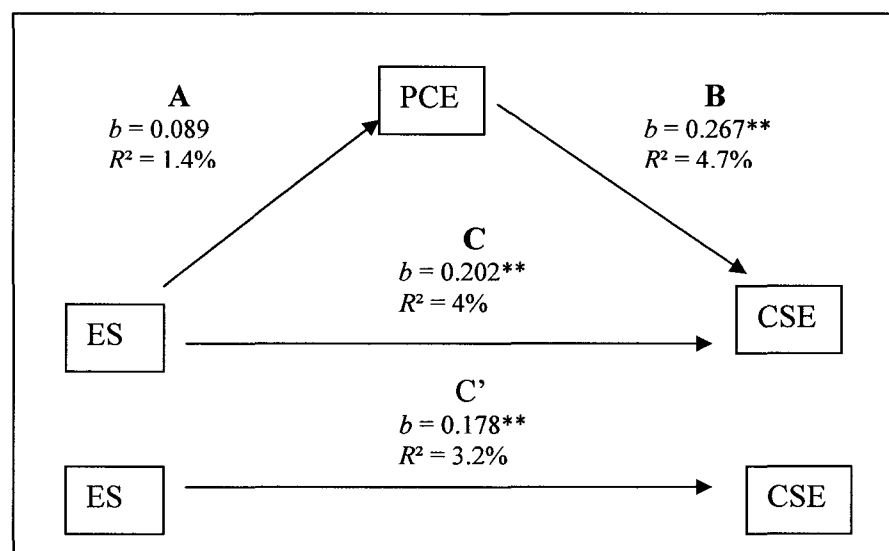 A
b = 0.089
R² = 1.4%
PCE
B
b = 0.267**
R² = 4.7%
C
b = 0.202**
R² = 4%
ES
CSE
C’
b = 0.178**
R² = 3.2%
ES
CSE